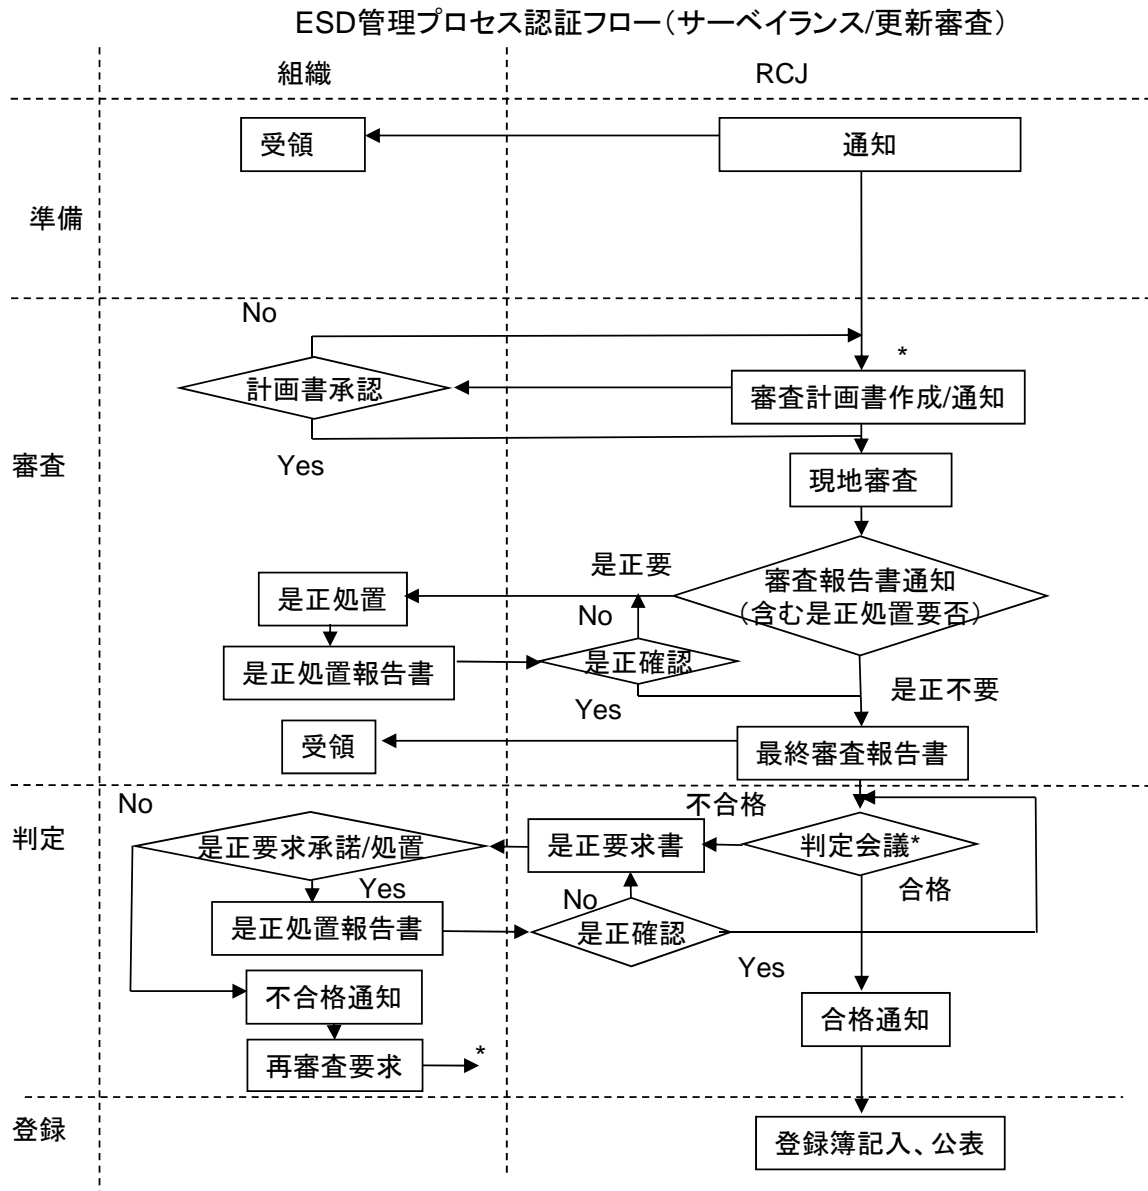 ESD管理プロセス認証フロー（サーベイランス/更新審査）
組織
RCJ
準備
受領
通知
審査
No
*
計画書承認
審査計画書作成/通知
Yes
現地審査
是正要
審査報告書通知
（含む是正処置要否）
是正処置
No
是正処置報告書
是正確認
是正不要
Yes
受領
最終審査報告書
判定
No
不合格
是正要求承諾/処置
是正要求書
判定会議*
合格
Yes
No
是正処置報告書
是正確認
Yes
不合格通知
合格通知
再審査要求
*
登録
登録簿記入、公表